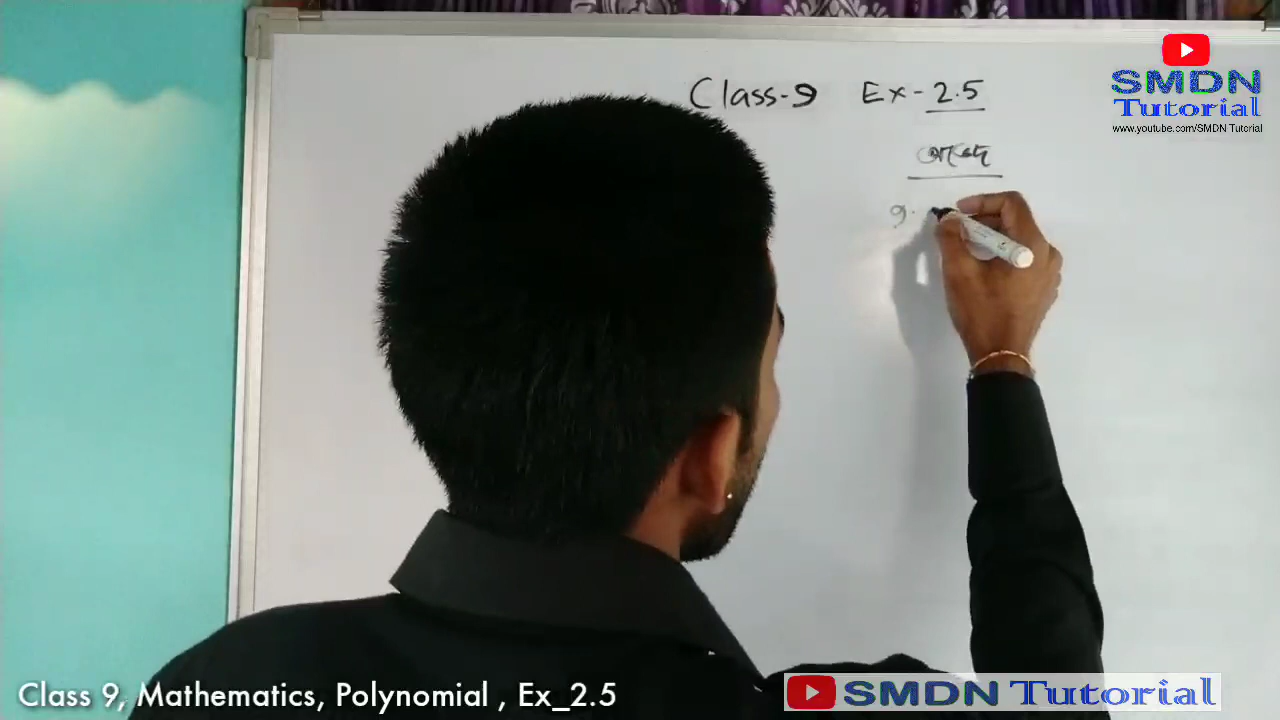 Class-9 Ex-2.5
9.
SMDN
Tutorial
www.youtube.com/SMDN Tutorial
Class 9, Mathematics, Polynomial , Ex_2.5
SMDN Tutorial